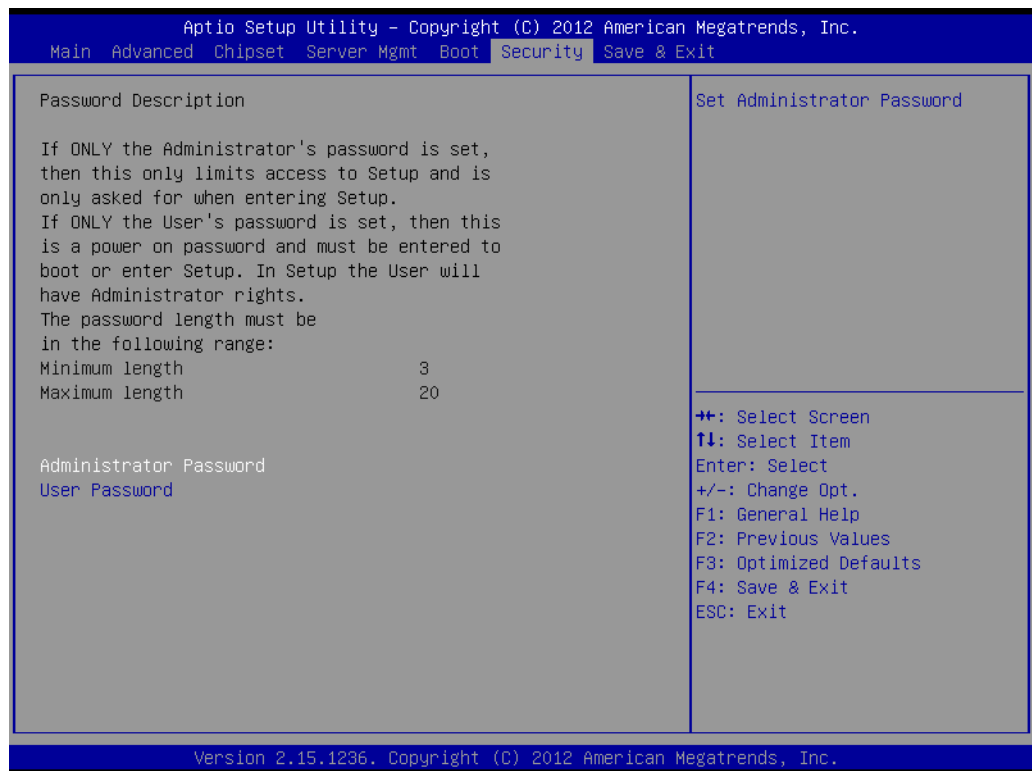 Aptio Setup Utility – Copyright (C) 2012 American Megatrends, Inc.
Main Advanced Chipset Server Mgmt Boot Security Save & Exit
Password Description
If ONLY the Administrator's password is set,
then this only limits access to Setup and is
only asked for when entering Setup.
If ONLY the User's password is set, then this
is a power on password and must be entered to
boot or enter Setup. In Setup the User will
have Administrator rights.
The password length must be
in the following range:
Minimum length 3
Maximum length 20
Administrator Password
User Password
Set Administrator Password
→←: Select Screen
↑↓: Select Item
Enter: Select
+/-: Change Opt.
F1: General Help
F2: Previous Values
F3: Optimized Defaults
F4: Save & Exit
ESC: Exit
Version 2.15.1236. Copyright (C) 2012 American Megatrends, Inc.